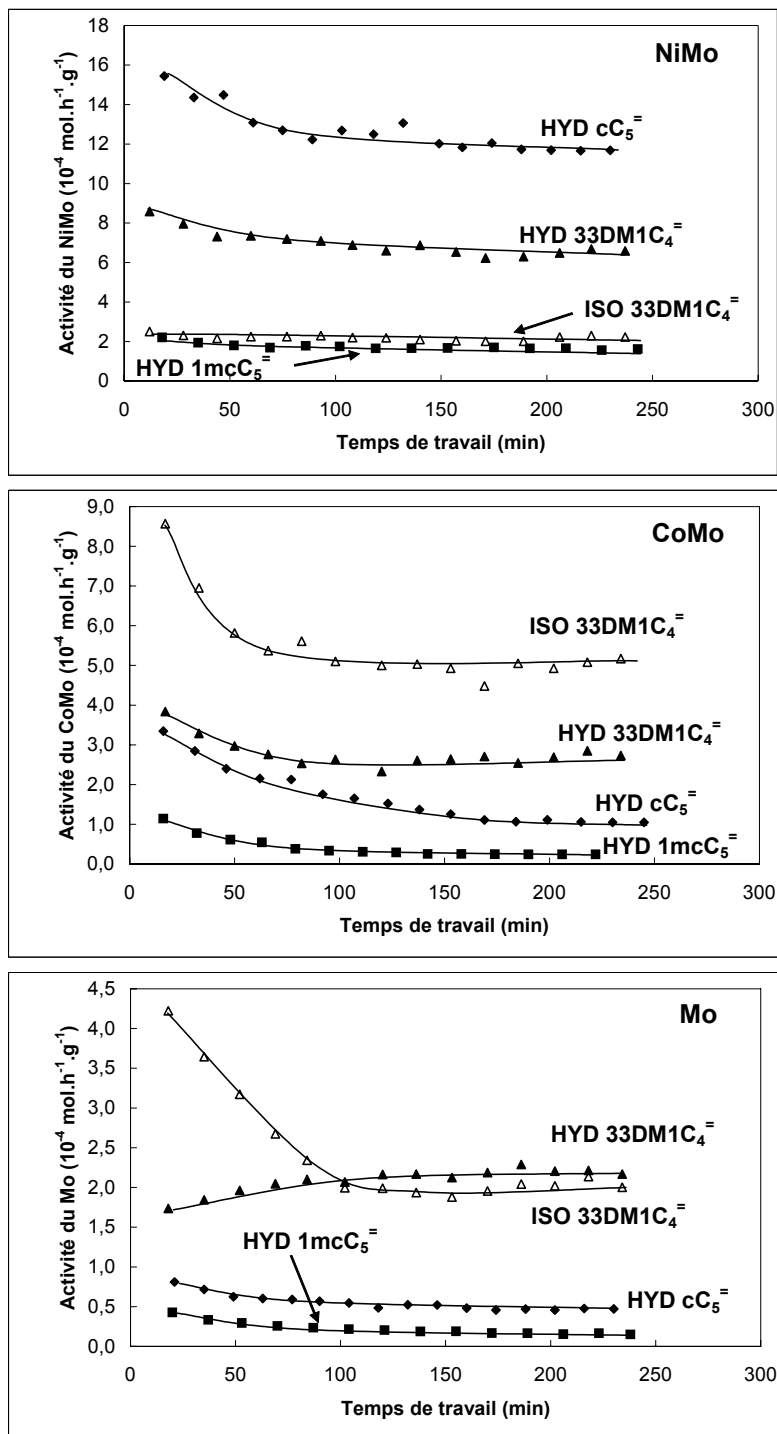 NiMo
Activité du NiMo (10⁻⁴ mol.h⁻¹.g⁻¹)
18
16
14
12
10
8
6
4
2
0
HYD cC₅⁼
HYD 33DM1C₄⁼
ISO 33DM1C₄⁼
HYD 1mcC₅⁼
0 50 100 150 200 250 300
Temps de travail (min)
CoMo
Activité du CoMo (10⁻⁴ mol.h⁻¹.g⁻¹)
9,0
8,0
7,0
6,0
5,0
4,0
3,0
2,0
1,0
0,0
ISO 33DM1C₄⁼
HYD 33DM1C₄⁼
HYD cC₅⁼
HYD 1mcC₅⁼
0 50 100 150 200 250 300
Temps de travail (min)
Mo
Activité du Mo (10⁻⁴ mol.h⁻¹.g⁻¹)
4,5
4,0
3,5
3,0
2,5
2,0
1,5
1,0
0,5
0,0
HYD 33DM1C₄⁼
ISO 33DM1C₄⁼
HYD 1mcC₅⁼
HYD cC₅⁼
0 50 100 150 200 250 300
Temps de travail (min)